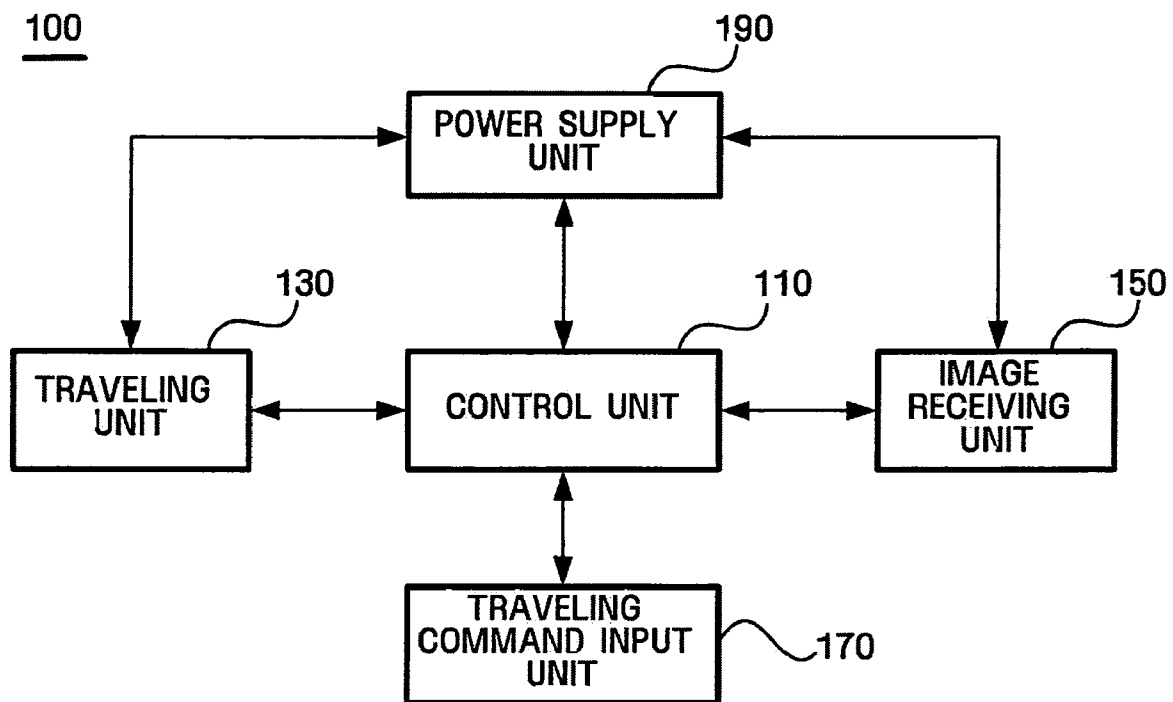 100
190
POWER SUPPLY
UNIT
130
110
150
TRAVELING
UNIT
CONTROL UNIT
IMAGE
RECEIVING
UNIT
TRAVELING
COMMAND INPUT
UNIT
170